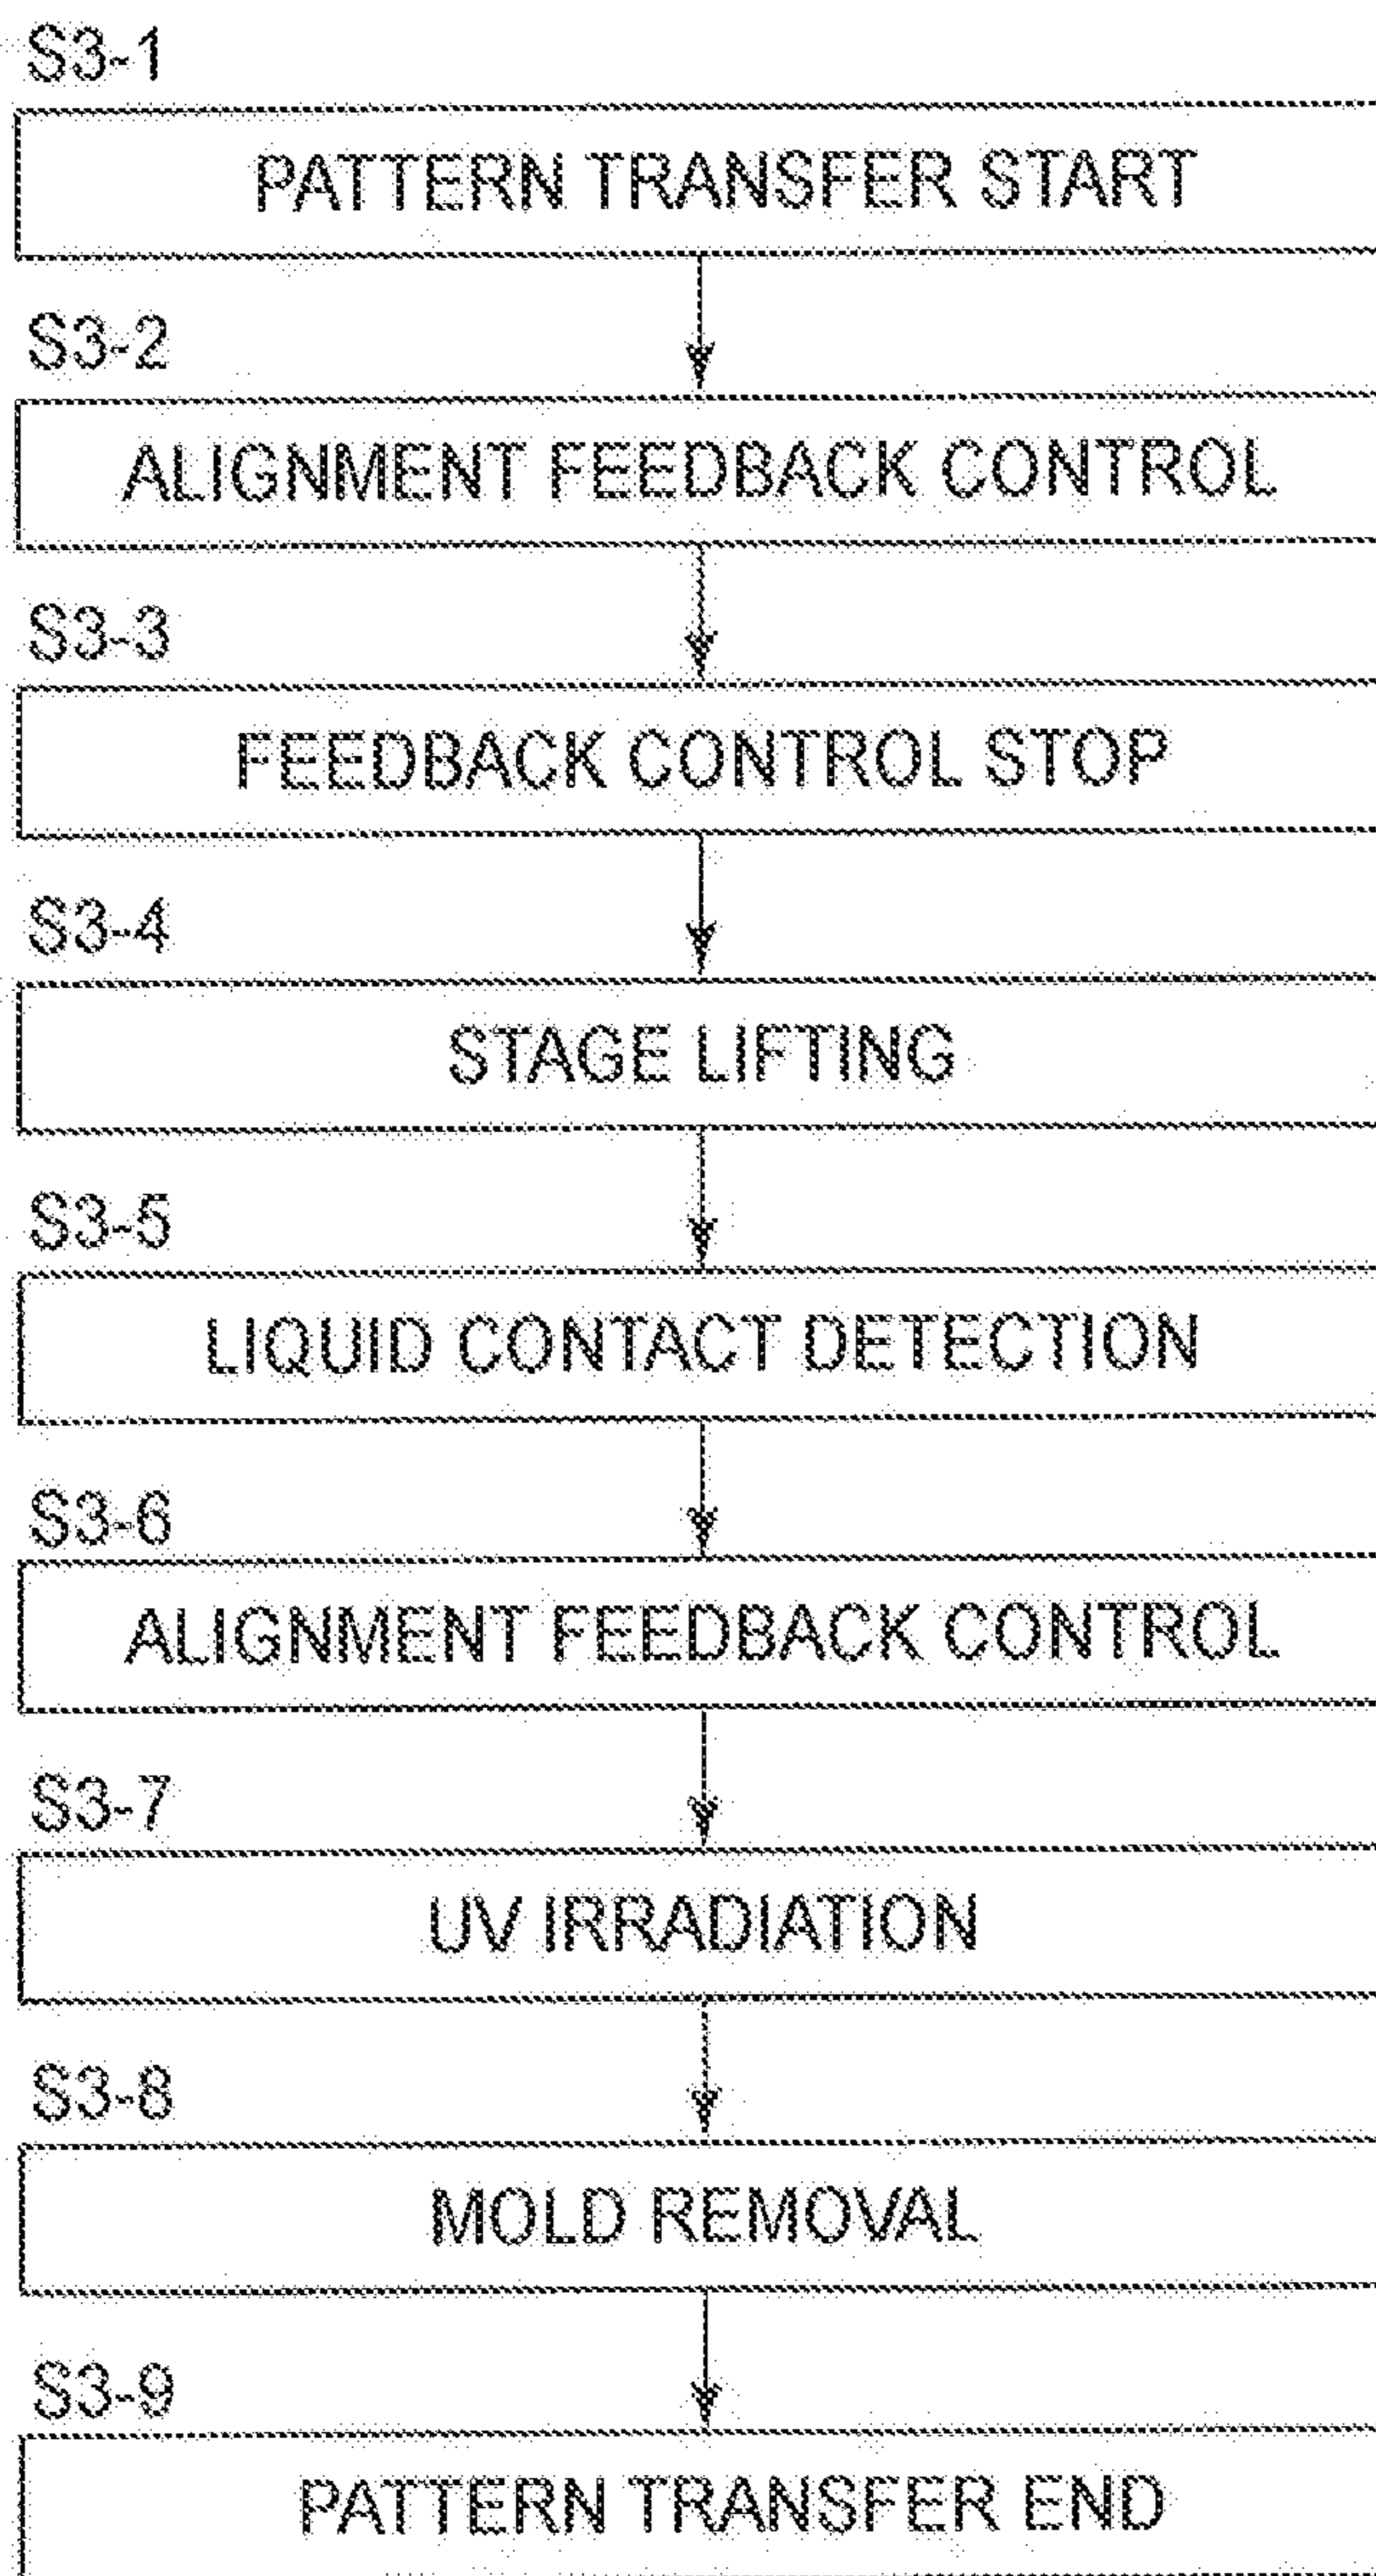 S3-1
PATTERN TRANSFER START
S3-2
ALIGNMENT FEEDBACK CONTROL
S3-3
FEEDBACK CONTROL STOP
S3-4
STAGE LIFTING
S3-5
LIQUID CONTACT DETECTION
S3-6
ALIGNMENT FEEDBACK CONTROL
S3-7
UV IRRADIATION
S3-8
MOLD REMOVAL
S3-9
PATTERN TRANSFER END